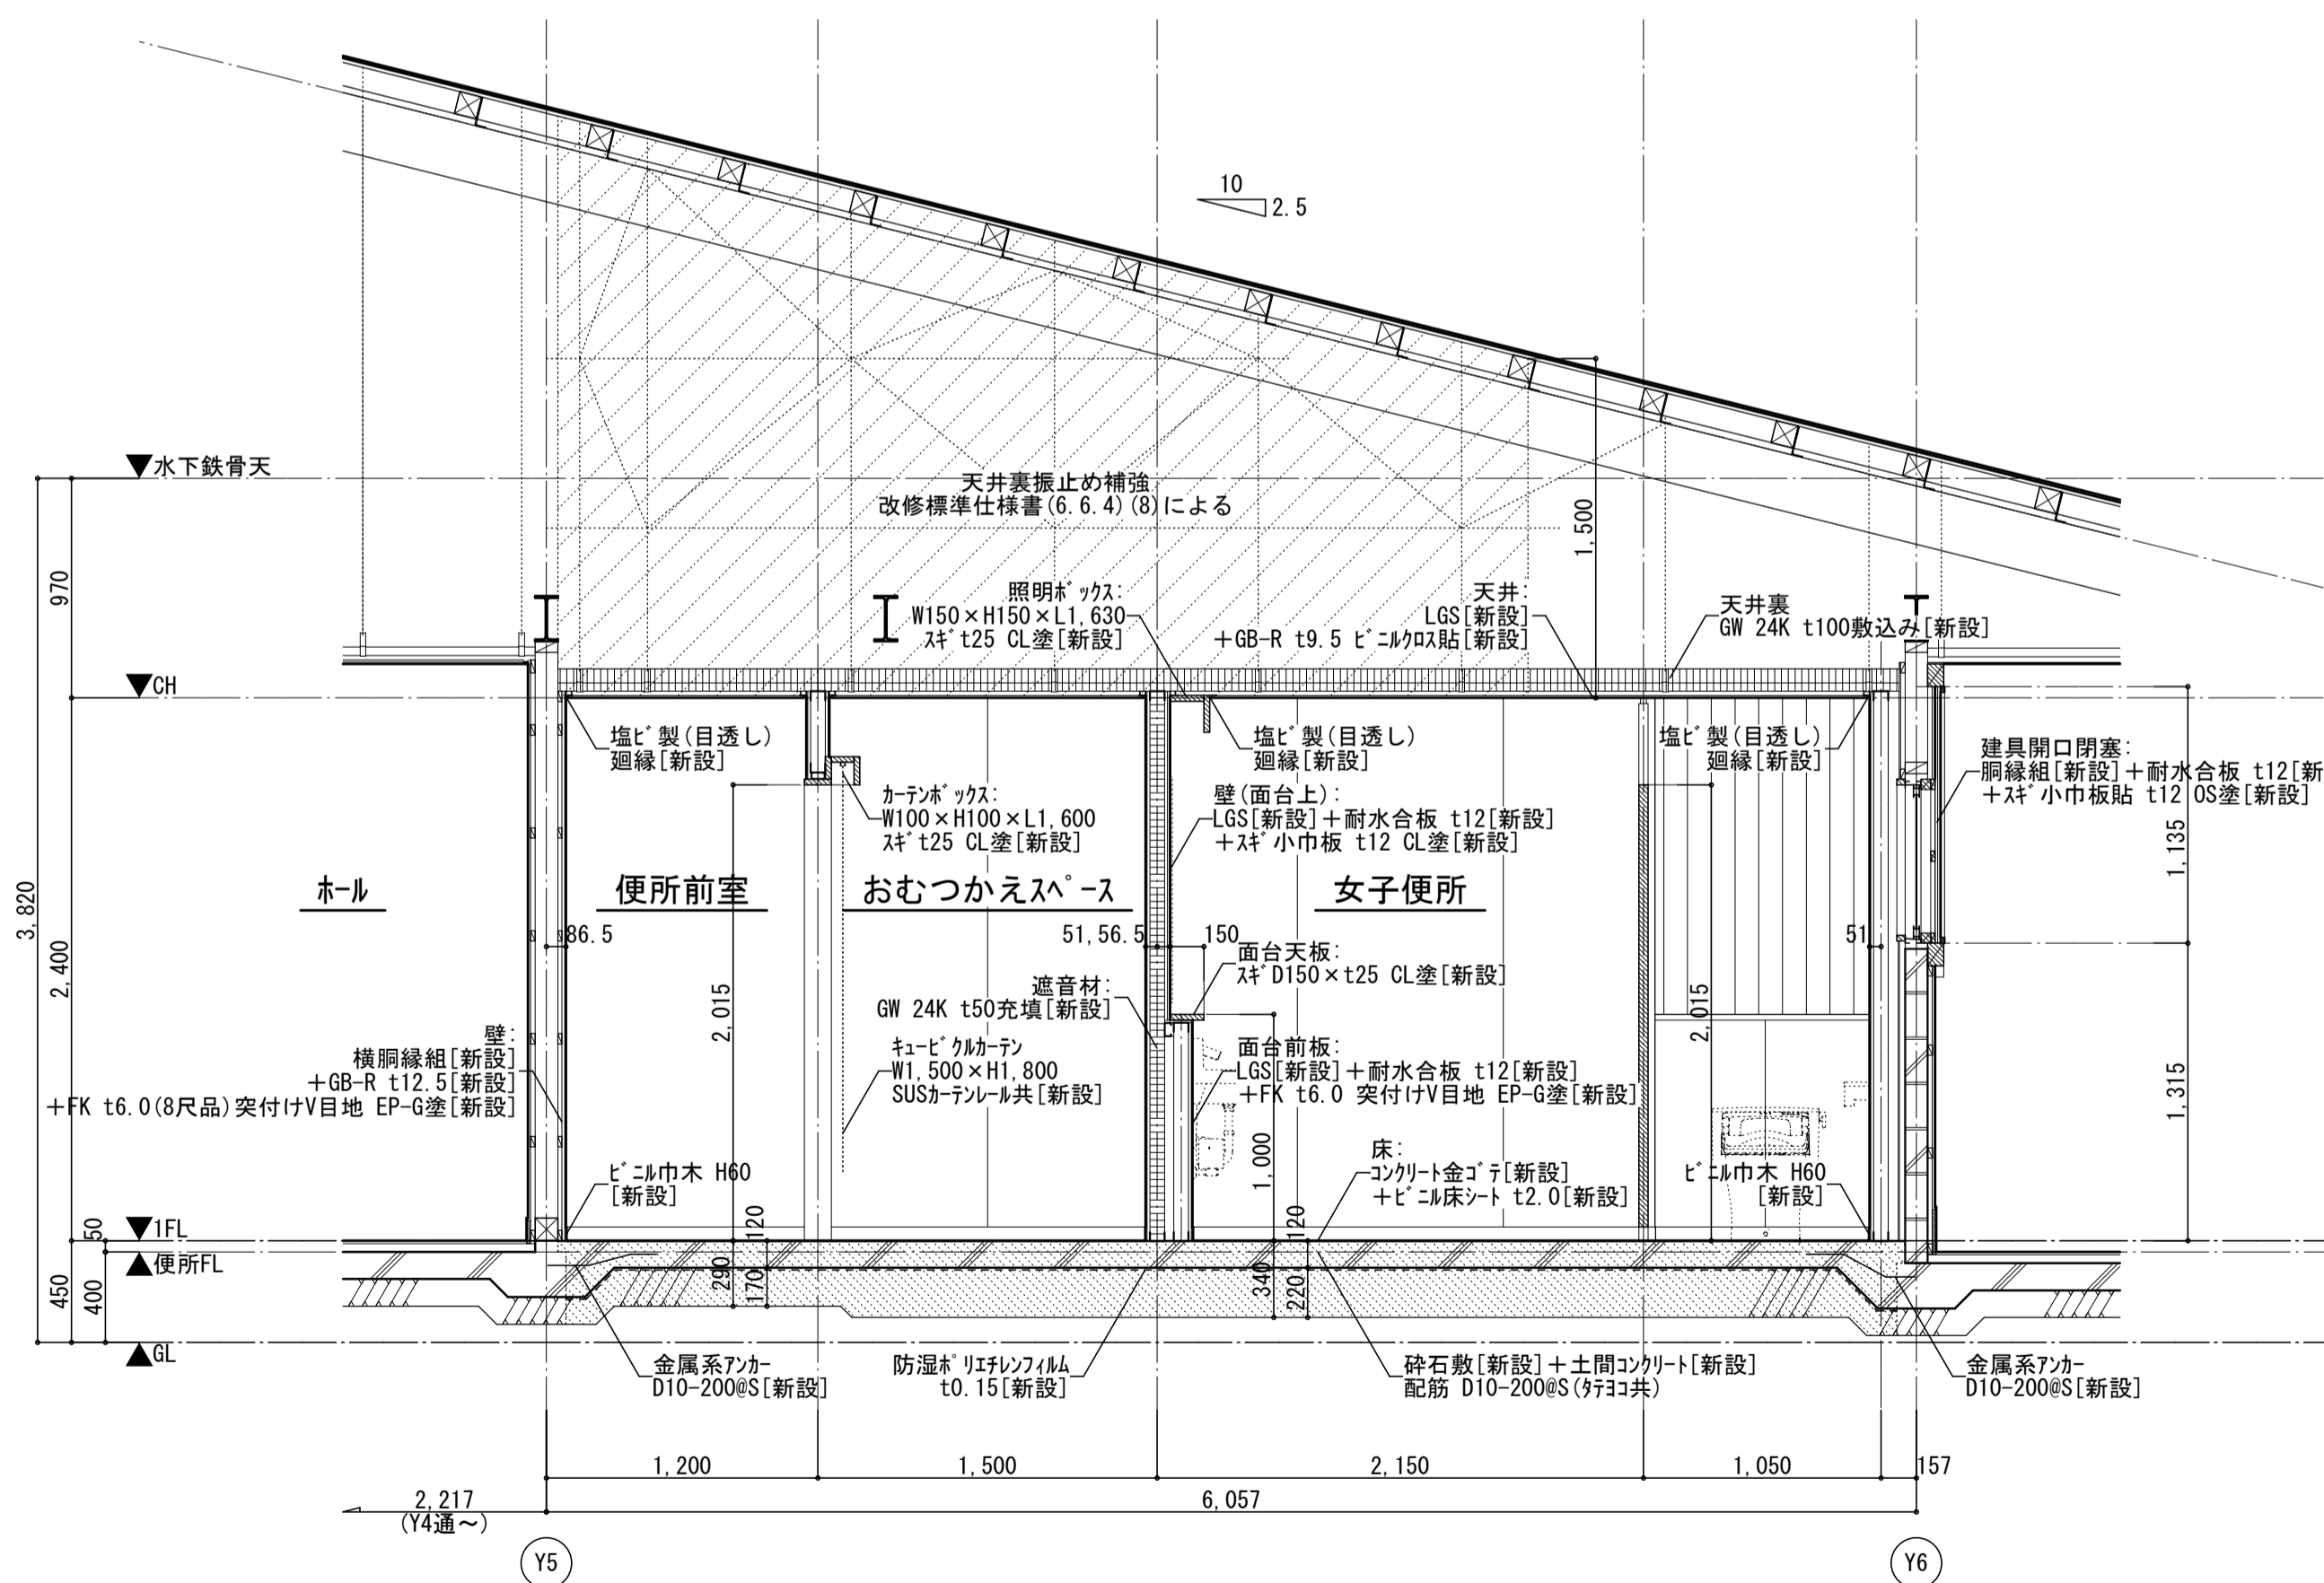 10
2.5
▼水下鉄骨天
天井裏振止め補強
改修標準仕様書(6.6.4)(8)による
1,500
970
照明ボックス:
W150×H150×L1,630
スギt25 CL塗[新設]
天井:
LGS[新設]
+GB-R t9.5 ビニルクロス貼[新設]
天井裏
GW 24K t100敷込み[新設]
▼CH
塩ビ製(目透し)
廻縁[新設]
塩ビ製(目透し)
廻縁[新設]
塩ビ製(目透し)
廻縁[新設]
建具開口閉塞:
胴縁組[新設]+耐水合板 t12[新
+スギ小巾板貼 t12 OS塗[新設]
カーテンボックス:
W100×H100×L1,600
スギt25 CL塗[新設]
壁(面台上):
LGS[新設]+耐水合板 t12[新設]
+スギ小巾板 t12 CL塗[新設]
1,135
3,820
2,400
ホール
便所前室
おむつかえスペース
女子便所
86.5
51,56.5
150
51
面台天板:
スギD150×t25 CL塗[新設]
遮音材:
GW 24K t50充填[新設]
2,015
2,015
壁:
横胴縁組[新設]
+GB-R t12.5[新設]
+FK t6.0(8尺品)突付けV目地 EP-G塗[新設]
キュービクルカーテン
W1,500×H1,800
SUSカーテンレール共[新設]
面台前板:
LGS[新設]+耐水合板 t12[新設]
+FK t6.0 突付けV目地 EP-G塗[新設]
1,315
1,000
床:
コンクリート金ゴテ[新設]
+ビニル床シート t2.0[新設]
ビニル巾木 H60
[新設]
ビニル巾木 H60
[新設]
▼1FL
50
▲便所FL
120
120
290
170
340
220
450
400
▲GL
金属系アンカー
D10-200@S[新設]
防湿ポリエチレンフィルム
t0.15[新設]
砕石敷[新設]+土間コンクリート[新設]
配筋 D10-200@S(タテヨコ共)
金属系アンカー
D10-200@S[新設]
1,200
1,500
2,150
1,050
157
2,217
(Y4通～)
6,057
Y5
Y6